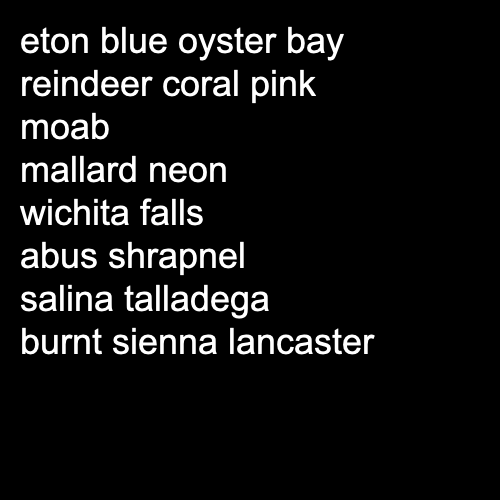 eton blue oyster bay
reindeer coral pink
moab
mallard neon
wichita falls
abus shrapnel
salina talladega
burnt sienna lancaster